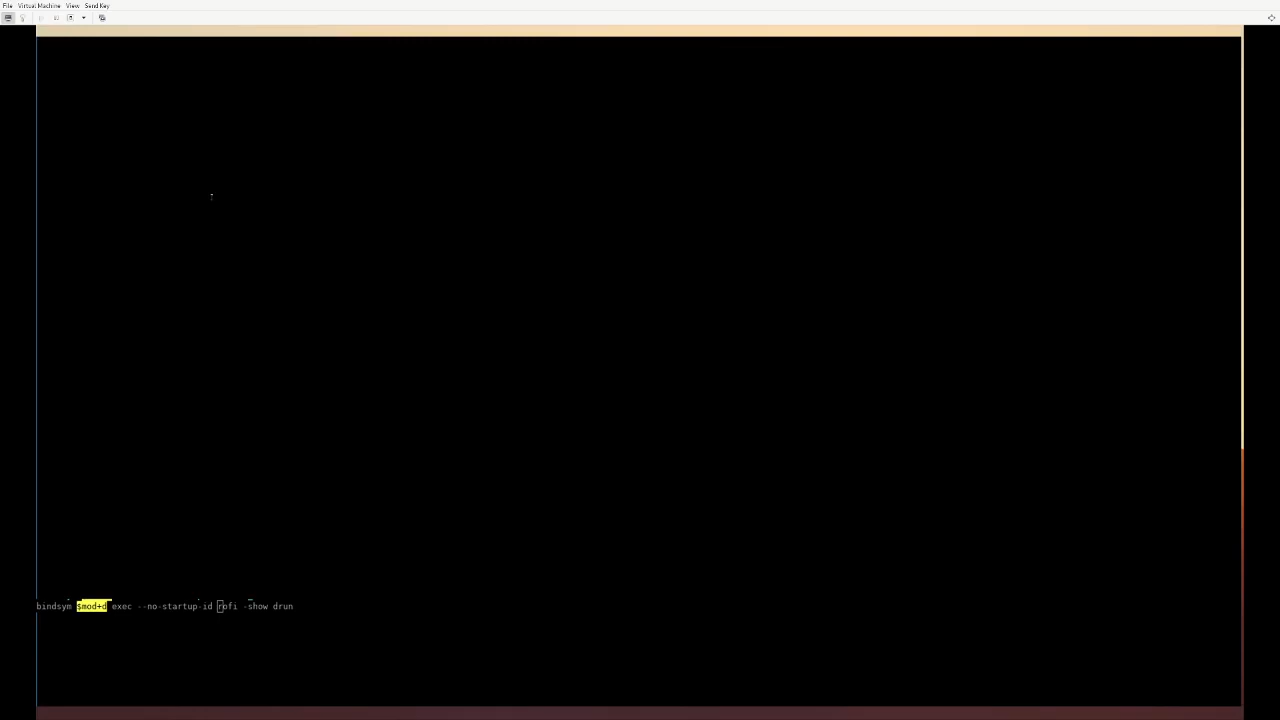 File Virtual Machine View Send Key
bindsym $mod+d exec --no-startup-id rofi -show drun